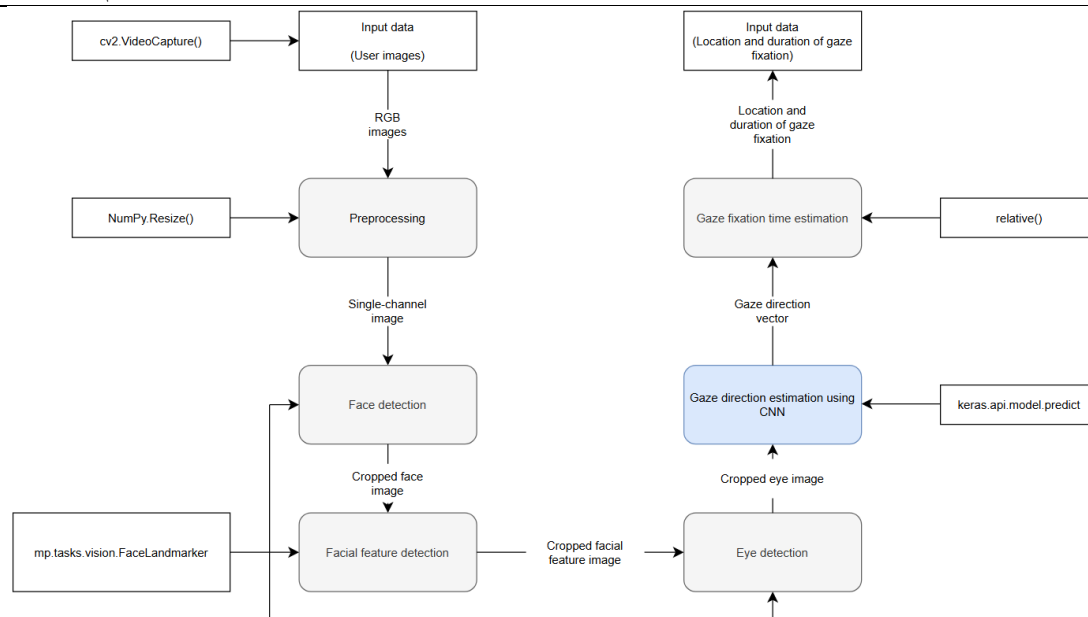 cv2.VideoCapture()
Input data
(User images)
Input data
(Location and duration of gaze
fixation)
RGB
images
Location and
duration of gaze
fixation
NumPy.Resize()
Preprocessing
Gaze fixation time estimation
relative()
Single-channel
image
Gaze direction
vector
Face detection
Gaze direction estimation using
CNN
keras.api.model.predict
Cropped face
image
Cropped eye image
mp.tasks.vision.FaceLandmarker
Facial feature detection
Cropped facial
feature image
Eye detection